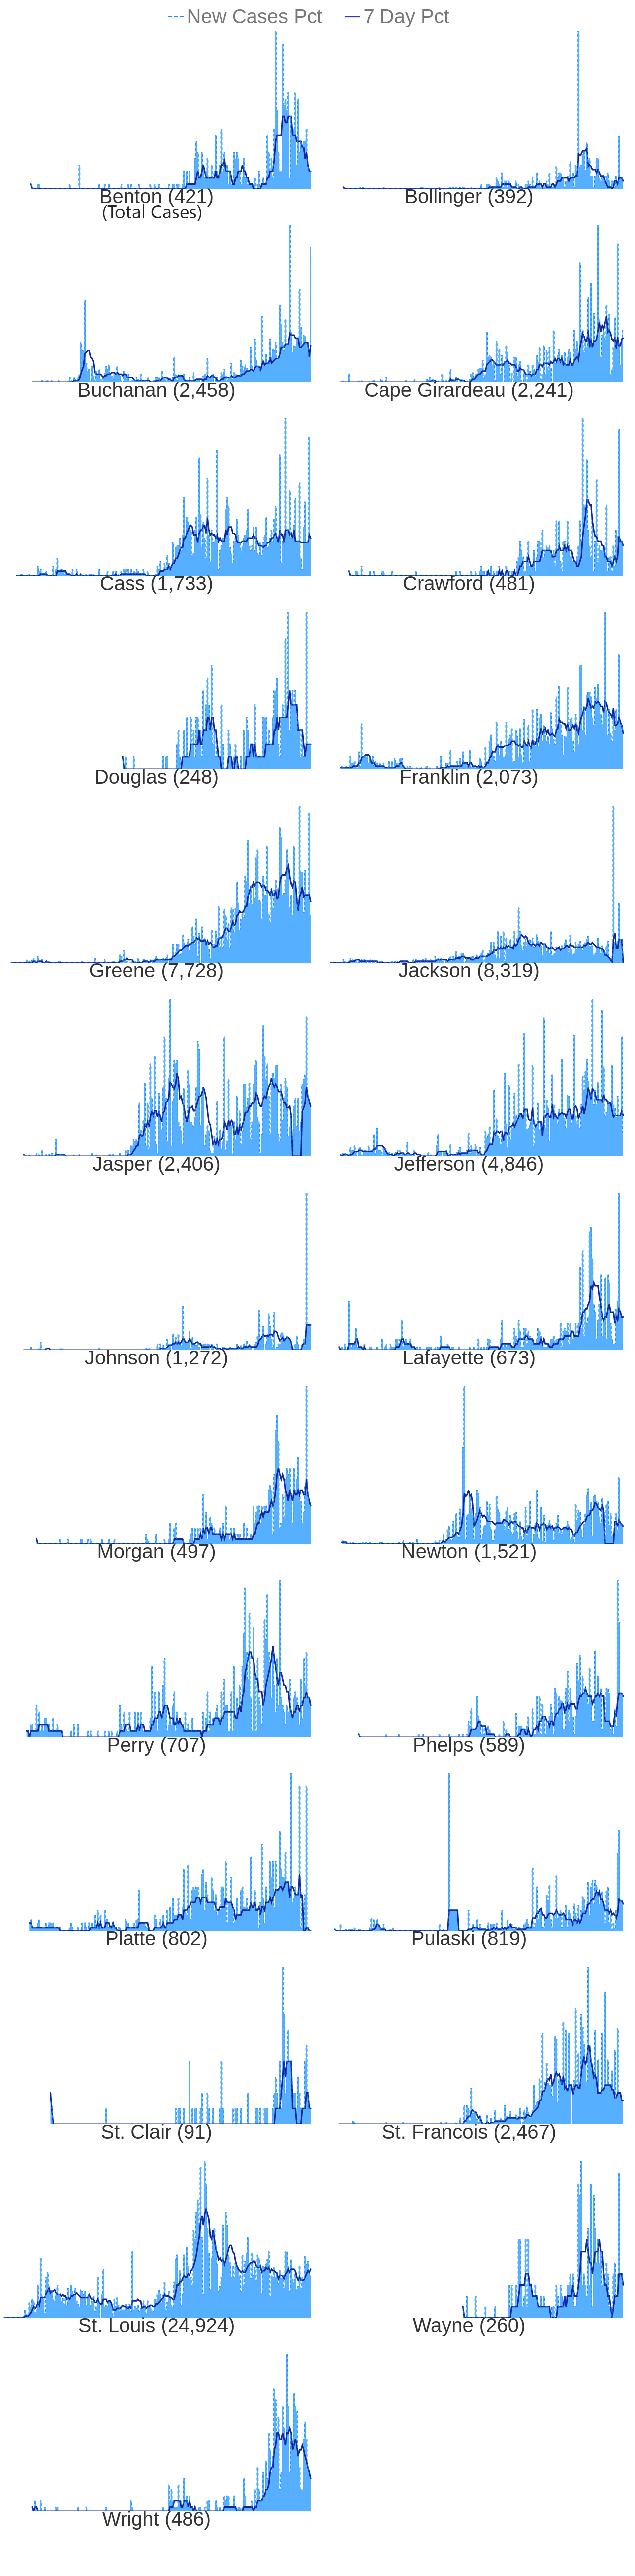 New Cases Pct 7 Day Pct
Benton (421) Bollinger (392)
(Total Cases)
Buchanan (2,458) Cape Girardeau (2,241)
Cass (1,733) Crawford (481)
Douglas (248) Franklin (2,073)
Greene (7,728) Jackson (8,319)
Jasper (2,406) Jefferson (4,846)
Johnson (1,272) Lafayette (673)
Morgan (497) Newton (1,521)
Perry (707) Phelps (589)
Platte (802) Pulaski (819)
St. Clair (91) St. Francois (2,467)
St. Louis (24,924) Wayne (260)
Wright (486)